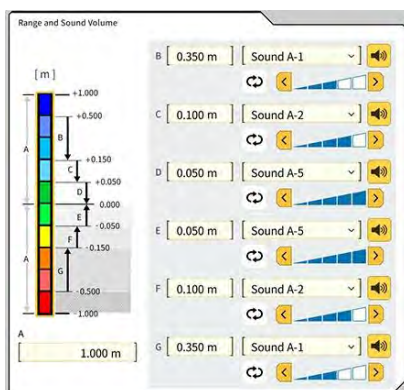 Range and Sound Volume
[m]
+1.000
+0.500
+0.150
+0.050
0.000
-0.050
-0.150
-0.500
-1.000
A
A
B
C
D
E
F
G
A
[ 1.000 m ]
B [ 0.350 m ] [ Sound A-1 ]
C [ 0.100 m ] [ Sound A-2 ]
D [ 0.050 m ] [ Sound A-5 ]
E [ 0.050 m ] [ Sound A-5 ]
F [ 0.100 m ] [ Sound A-2 ]
G [ 0.350 m ] [ Sound A-1 ]